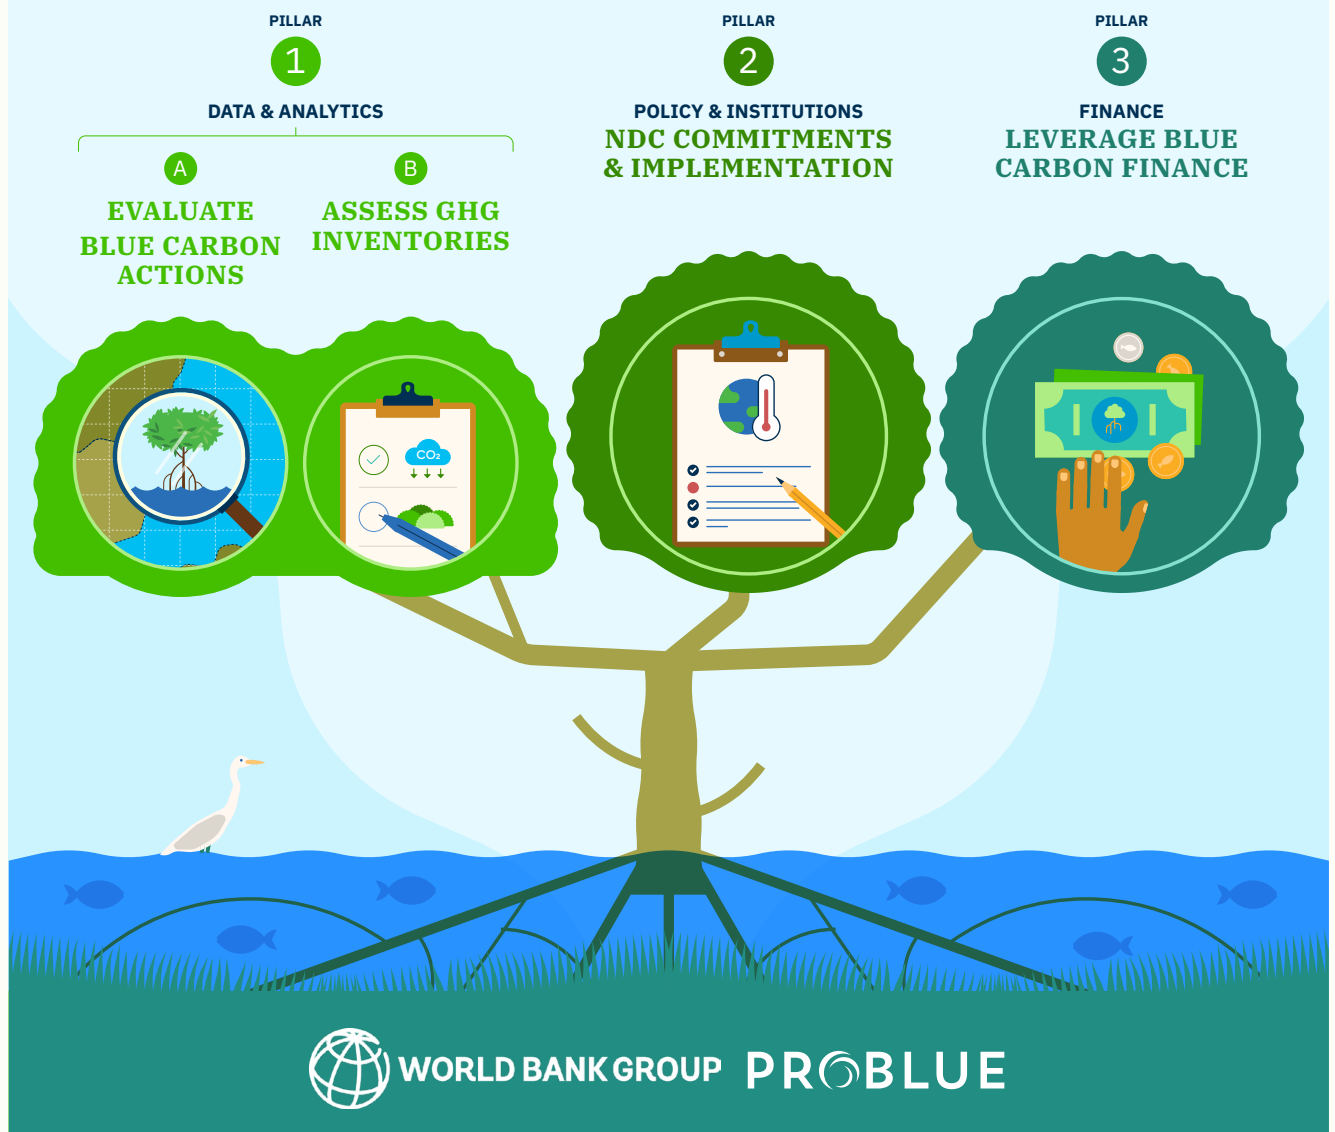 PILLAR
1
DATA & ANALYTICS
A
EVALUATE
BLUE CARBON
ACTIONS
B
ASSESS GHG
INVENTORIES
PILLAR
2
POLICY & INSTITUTIONS
NDC COMMITMENTS
& IMPLEMENTATION
PILLAR
3
FINANCE
LEVERAGE BLUE
CARBON FINANCE
CO₂
WORLD BANK GROUP
PROBLUE